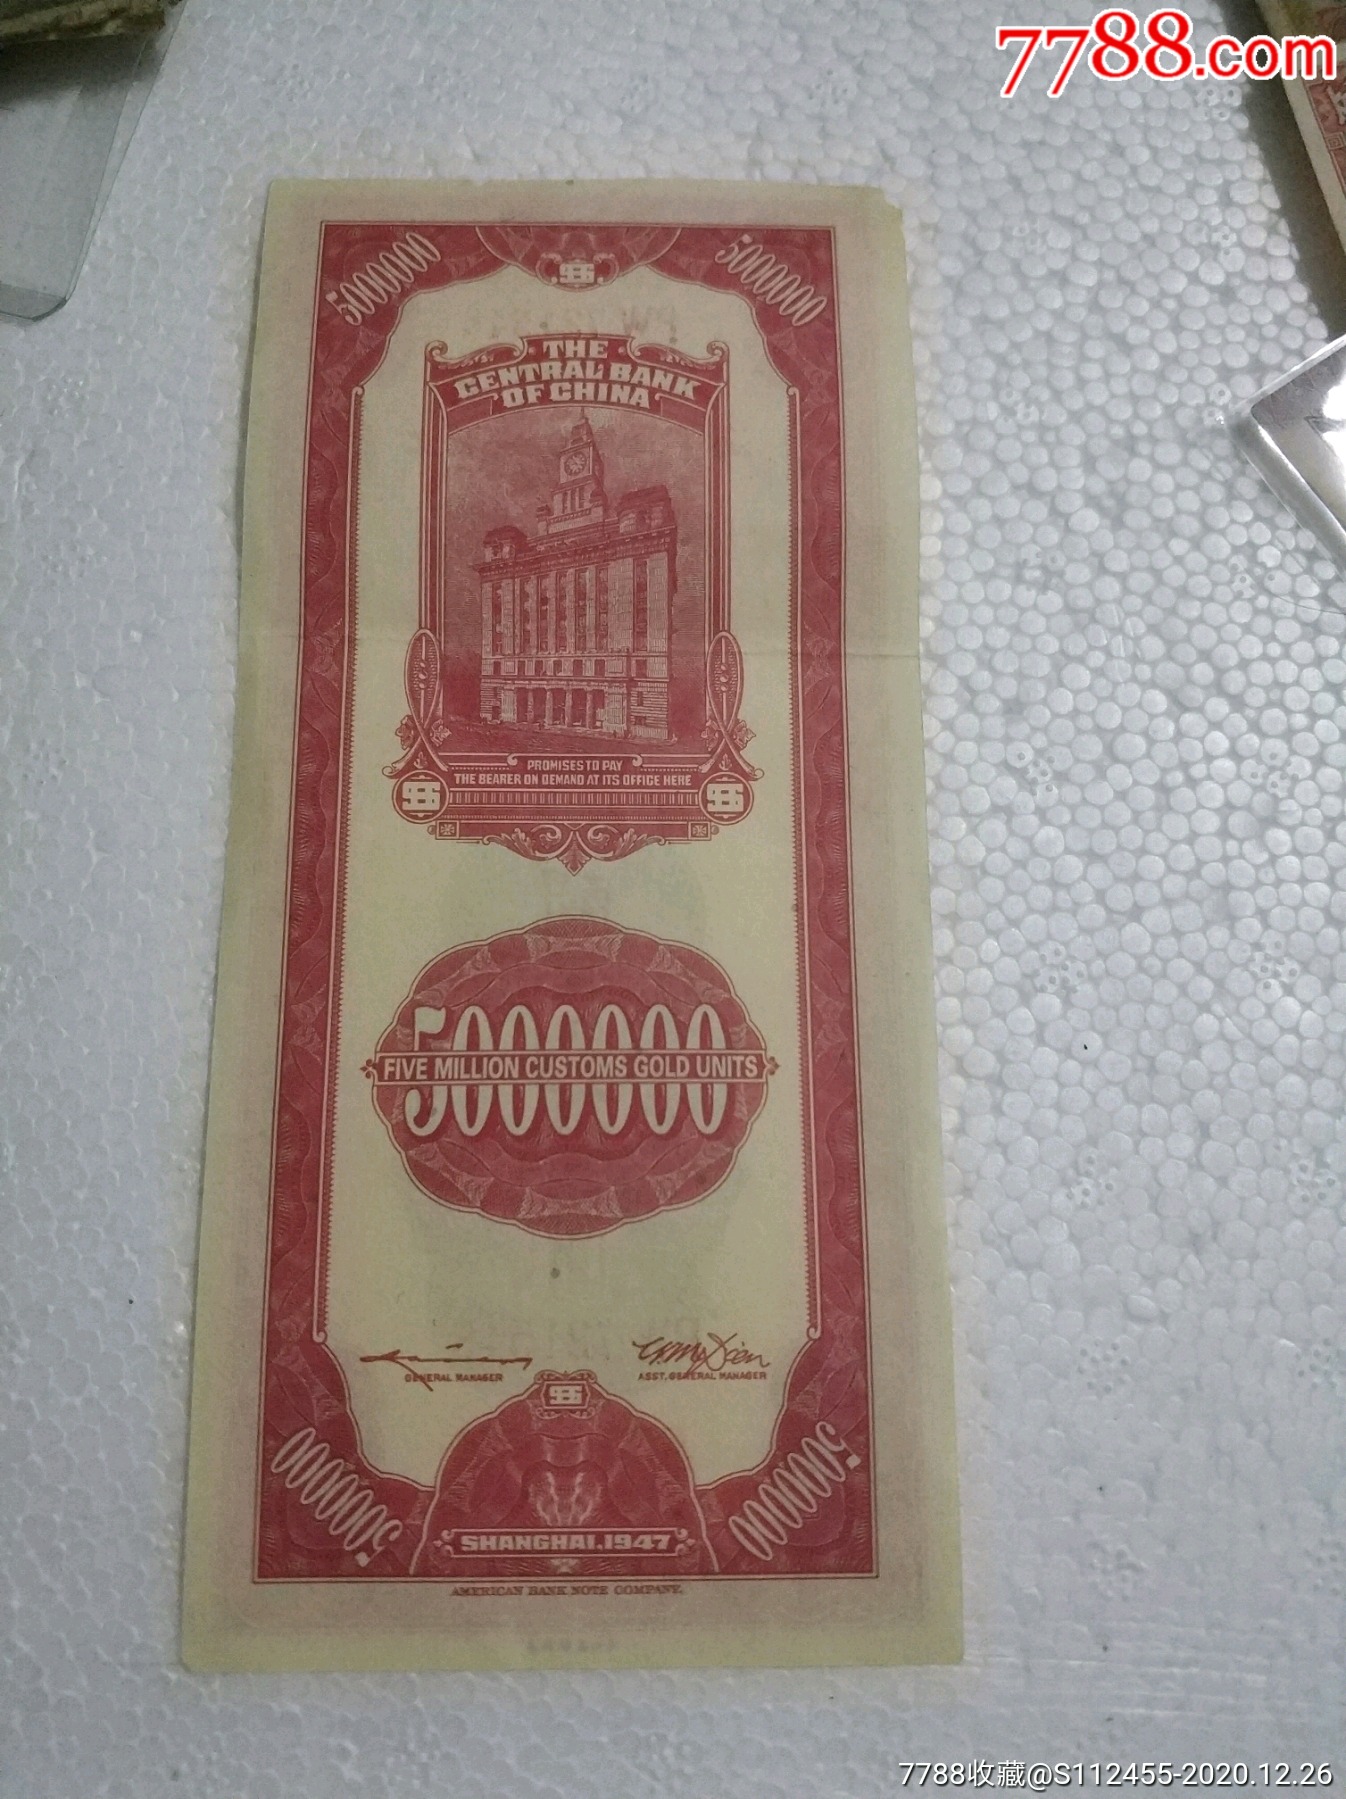 7788.com
5000000
5000000
THE
CENTRAL BANK
OF CHINA
PROMISES TO PAY
THE BEARER ON DEMAND AT ITS OFFICE HERE
5000000
FIVE MILLION CUSTOMS GOLD UNITS
GENERAL MANAGER
ASST. GENERAL MANAGER
5000000
5000000
SHANGHAI.1947
AMERICAN BANK NOTE COMPANY.
7788收藏@S112455-2020.12.26